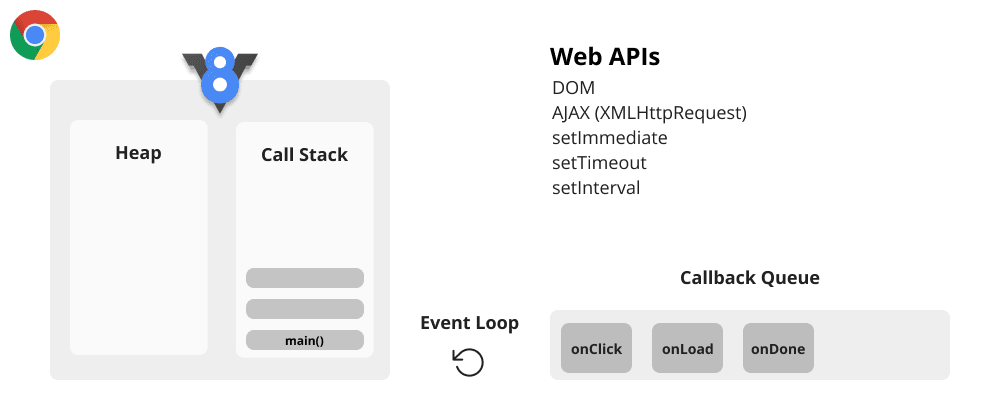 8
Heap
Call Stack
main()
Web APIs
DOM
AJAX (XMLHttpRequest)
setImmediate
setTimeout
setInterval
Event Loop
Callback Queue
onClick
onLoad
onDone